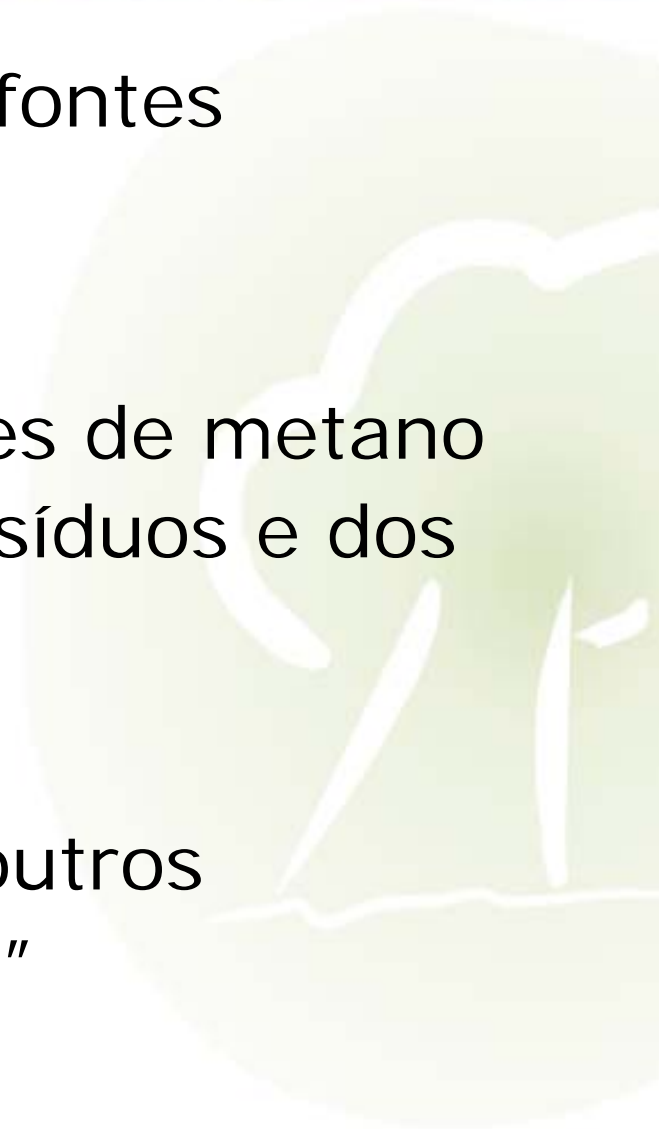 fontes
es de metano
síduos e dos
outros
”